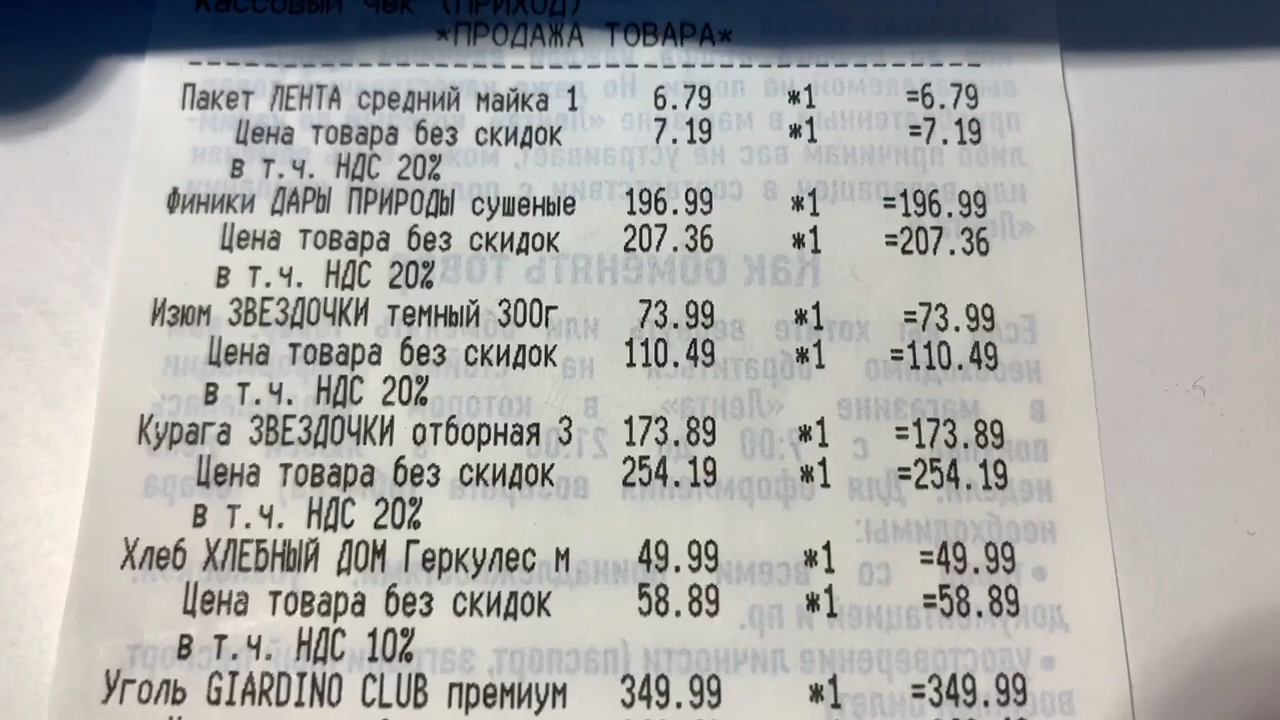 Кассовый чек (ПРИХОД)
*ПРОДАЖА ТОВАРА*
Пакет ЛЕНТА средний майка 1 6.79 *1 =6.79
Цена товара без скидок 7.19 *1 =7.19
в т.ч. НДС 20%
Финики ДАРЫ ПРИРОДЫ сушеные 196.99 *1 =196.99
Цена товара без скидок 207.36 *1 =207.36
в т.ч. НДС 20%
Изюм ЗВЕЗДОЧКИ темный 300г 73.99 *1 =73.99
Цена товара без скидок 110.49 *1 =110.49
в т.ч. НДС 20%
Курага ЗВЕЗДОЧКИ отборная 3 173.89 *1 =173.89
Цена товара без скидок 254.19 *1 =254.19
в т.ч. НДС 20%
Хлеб ХЛЕБНЫЙ ДОМ Геркулес м 49.99 *1 =49.99
Цена товара без скидок 58.89 *1 =58.89
в т.ч. НДС 10%
Уголь GIARDINO CLUB премиум 349.99 *1 =349.99